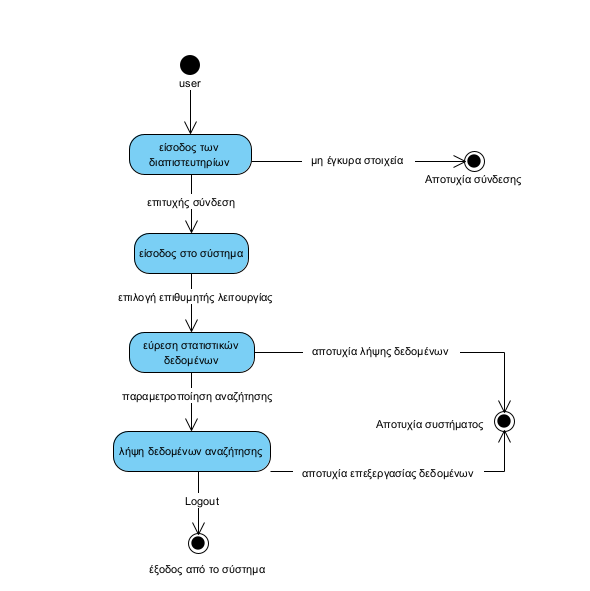 user
είσοδος των
διαπιστευτηρίων
μη έγκυρα στοιχεία
Αποτυχία σύνδεσης
επιτυχής σύνδεση
είσοδος στο σύστημα
επιλογή επιθυμητής λειτουργίας
εύρεση στατιστικών
δεδομένων
αποτυχία λήψης δεδομένων
παραμετροποίηση αναζήτησης
Αποτυχία συστήματος
λήψη δεδομένων αναζήτησης
αποτυχία επεξεργασίας δεδομένων
Logout
έξοδος από το σύστημα